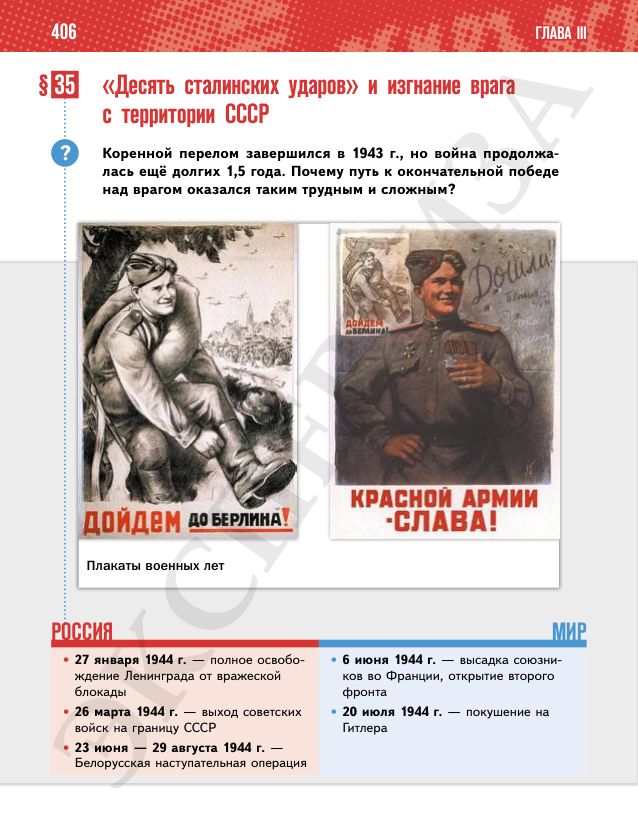 406
ГЛАВА III
§ 35
«Десять сталинских ударов» и изгнание врага
с территории СССР
?
Коренной перелом завершился в 1943 г., но война продолжа-
лась ещё долгих 1,5 года. Почему путь к окончательной победе
над врагом оказался таким трудным и сложным?
ДОЙДЕМ ДО БЕРЛИНА!
Дошли!
ДОЙДЕМ
ДО БЕРЛИНА!
КРАСНОЙ АРМИИ
-СЛАВА!
Плакаты военных лет
РОССИЯ
• 27 января 1944 г. — полное освобо-
ждение Ленинграда от вражеской
блокады
• 26 марта 1944 г. — выход советских
войск на границу СССР
• 23 июня — 29 августа 1944 г. —
Белорусская наступательная операция
МИР
• 6 июня 1944 г. — высадка союзни-
ков во Франции, открытие второго
фронта
• 20 июля 1944 г. — покушение на
Гитлера
ЭКСПЕРТИЗА